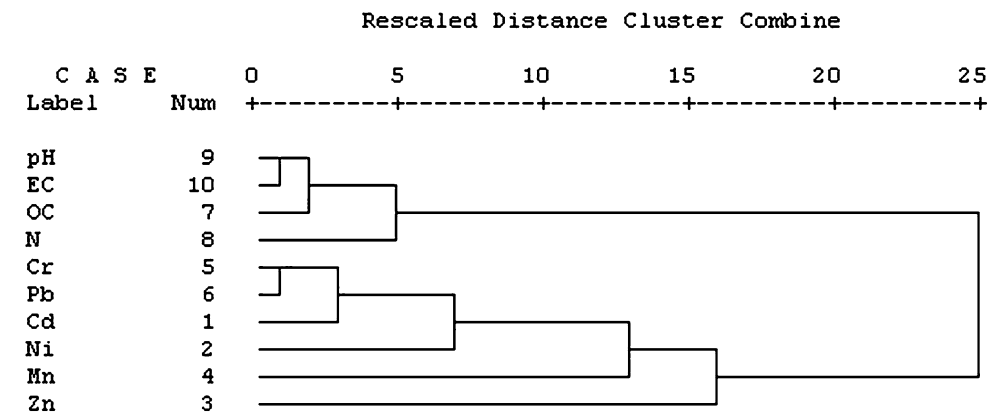 Rescaled Distance Cluster Combine
C A S E 0 5 10 15 20 25
Label Num +---------+---------+---------+---------+---------+
pH 9
EC 10
OC 7
N 8
Cr 5
Pb 6
Cd 1
Ni 2
Mn 4
Zn 3